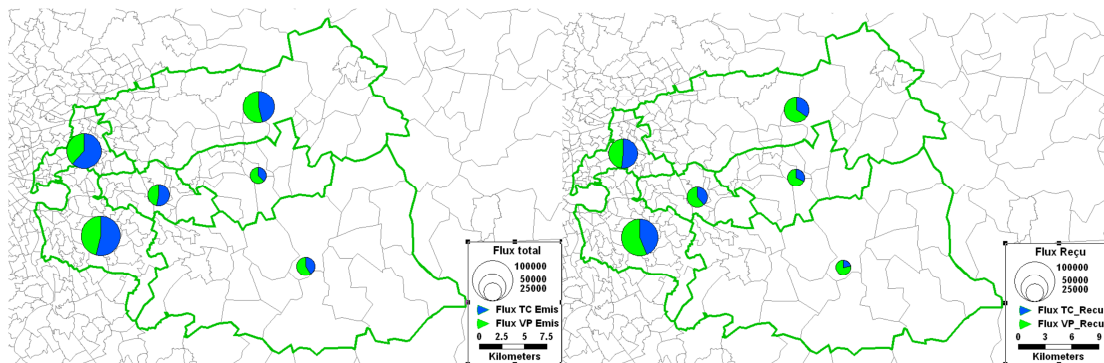 Flux total
100000
50000
25000
Flux TC Emis
Flux VP Emis
0 2.5 5 7.5
Kilometers
Flux Reçu
100000
50000
25000
Flux TC_Recu
Flux VP_Recu
0 3 6 9
Kilometers